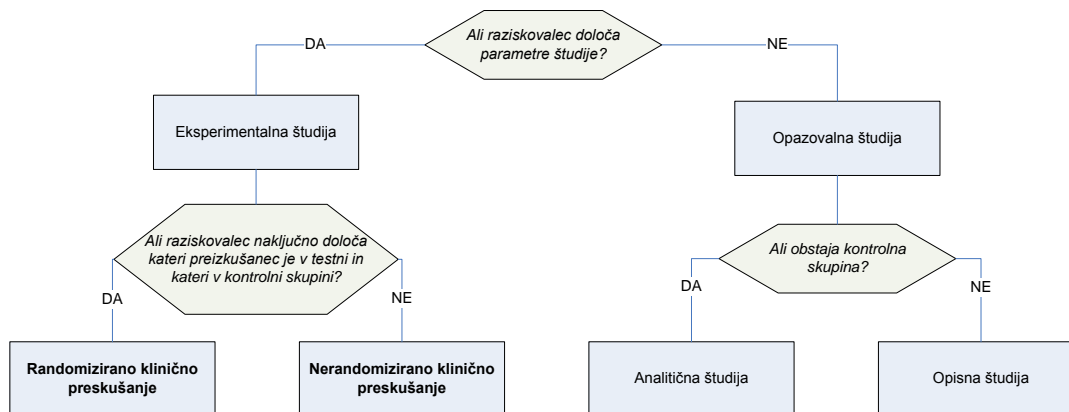 Ali raziskovalec določa
parametre študije?
DA
NE
Eksperimentalna študija
Opazovalna študija
Ali raziskovalec naključno določa
kateri preizkušanec je v testni in
kateri v kontrolni skupini?
Ali obstaja kontrolna
skupina?
DA
NE
DA
NE
Randomizirano klinično
preskušanje
Nerandomizirano klinično
preskušanje
Analitična študija
Opisna študija